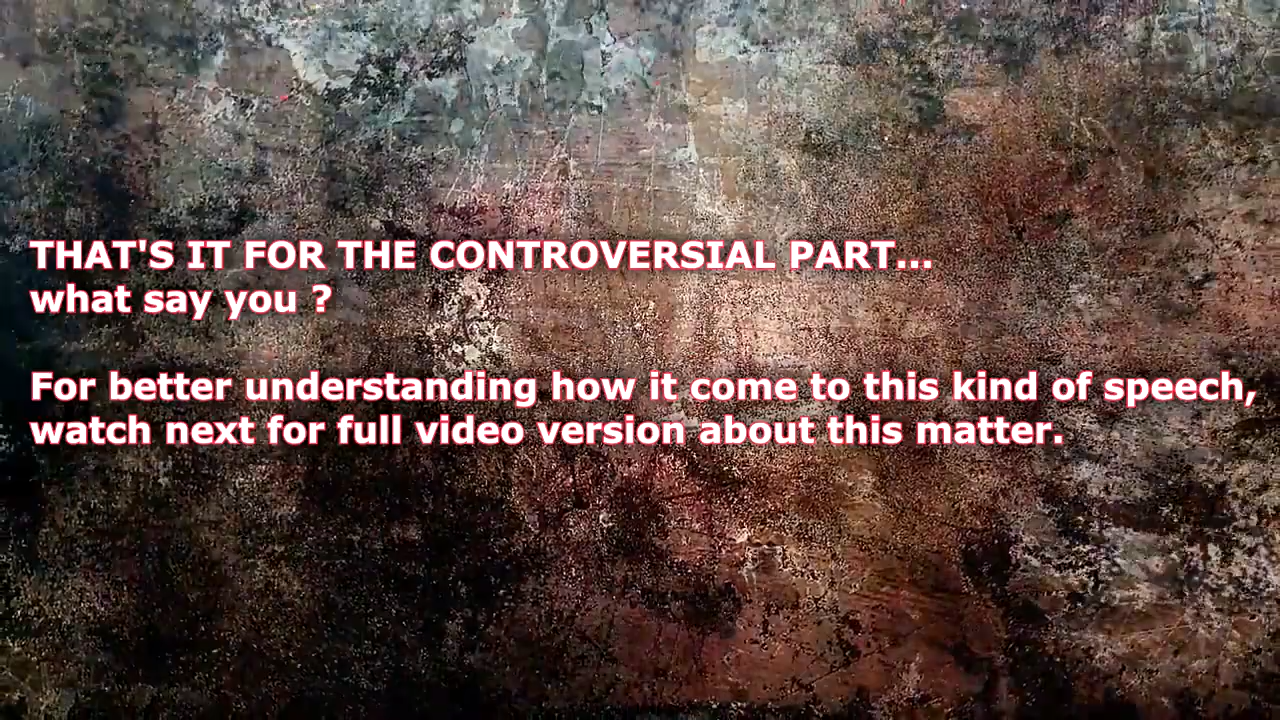 THAT'S IT FOR THE CONTROVERSIAL PART...
what say you ?
For better understanding how it come to this kind of speech,
watch next for full video version about this matter.